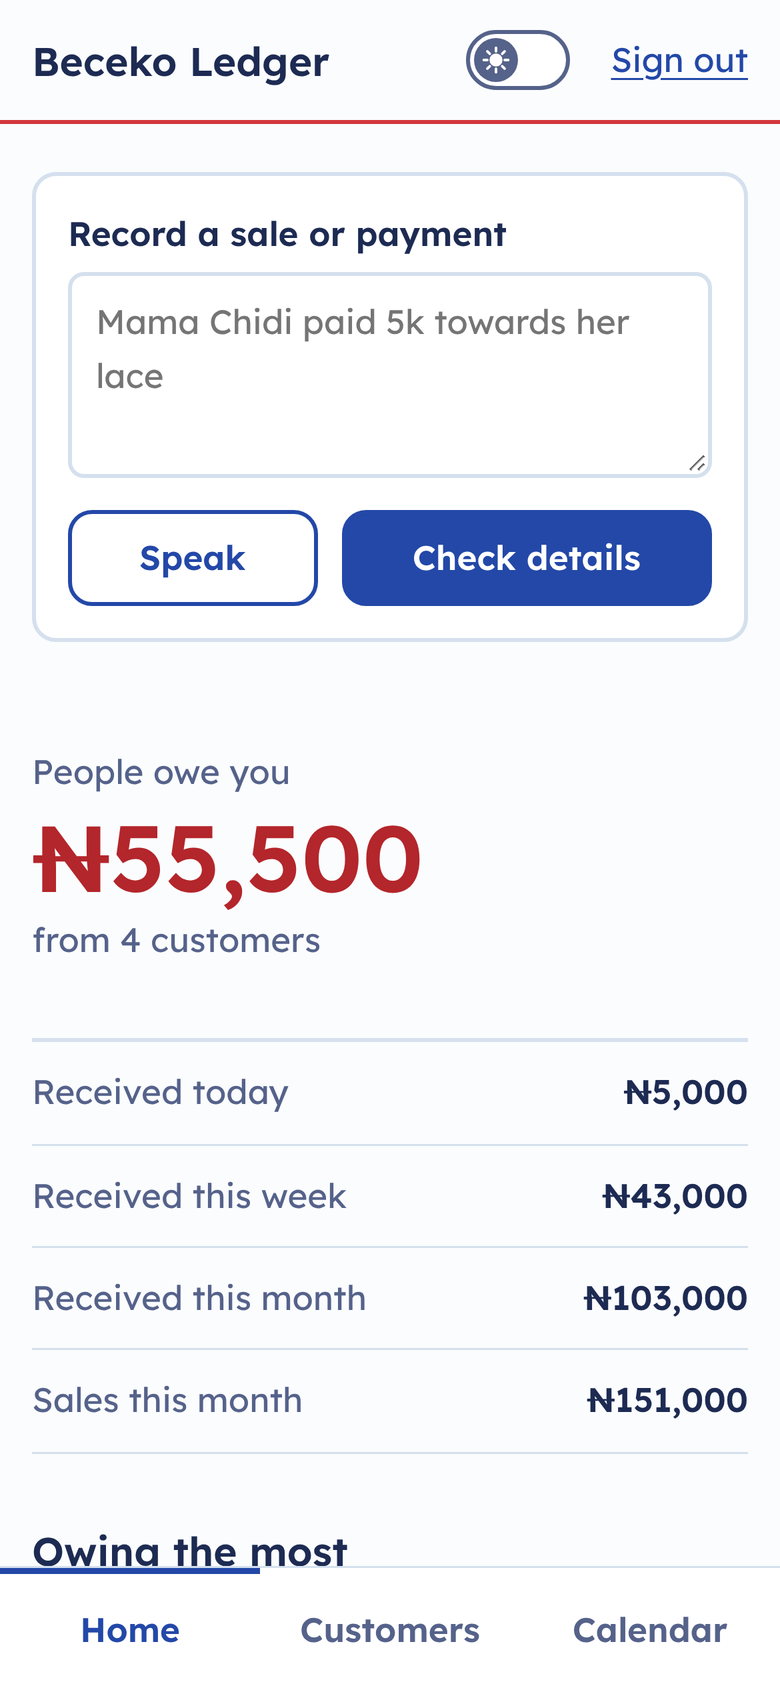 Beceko Ledger
Sign out
Record a sale or payment
Mama Chidi paid 5k towards her
lace
Speak
Check details
People owe you
₦55,500
from 4 customers
Received today
₦5,000
Received this week
₦43,000
Received this month
₦103,000
Sales this month
₦151,000
Owing the most
Home
Customers
Calendar